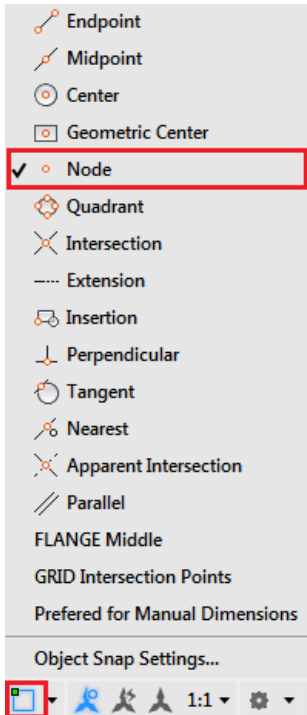 Endpoint
Midpoint
Center
Geometric Center
Node
Quadrant
Intersection
Extension
Insertion
Perpendicular
Tangent
Nearest
Apparent Intersection
Parallel
FLANGE Middle
GRID Intersection Points
Prefered for Manual Dimensions
Object Snap Settings...
1:1